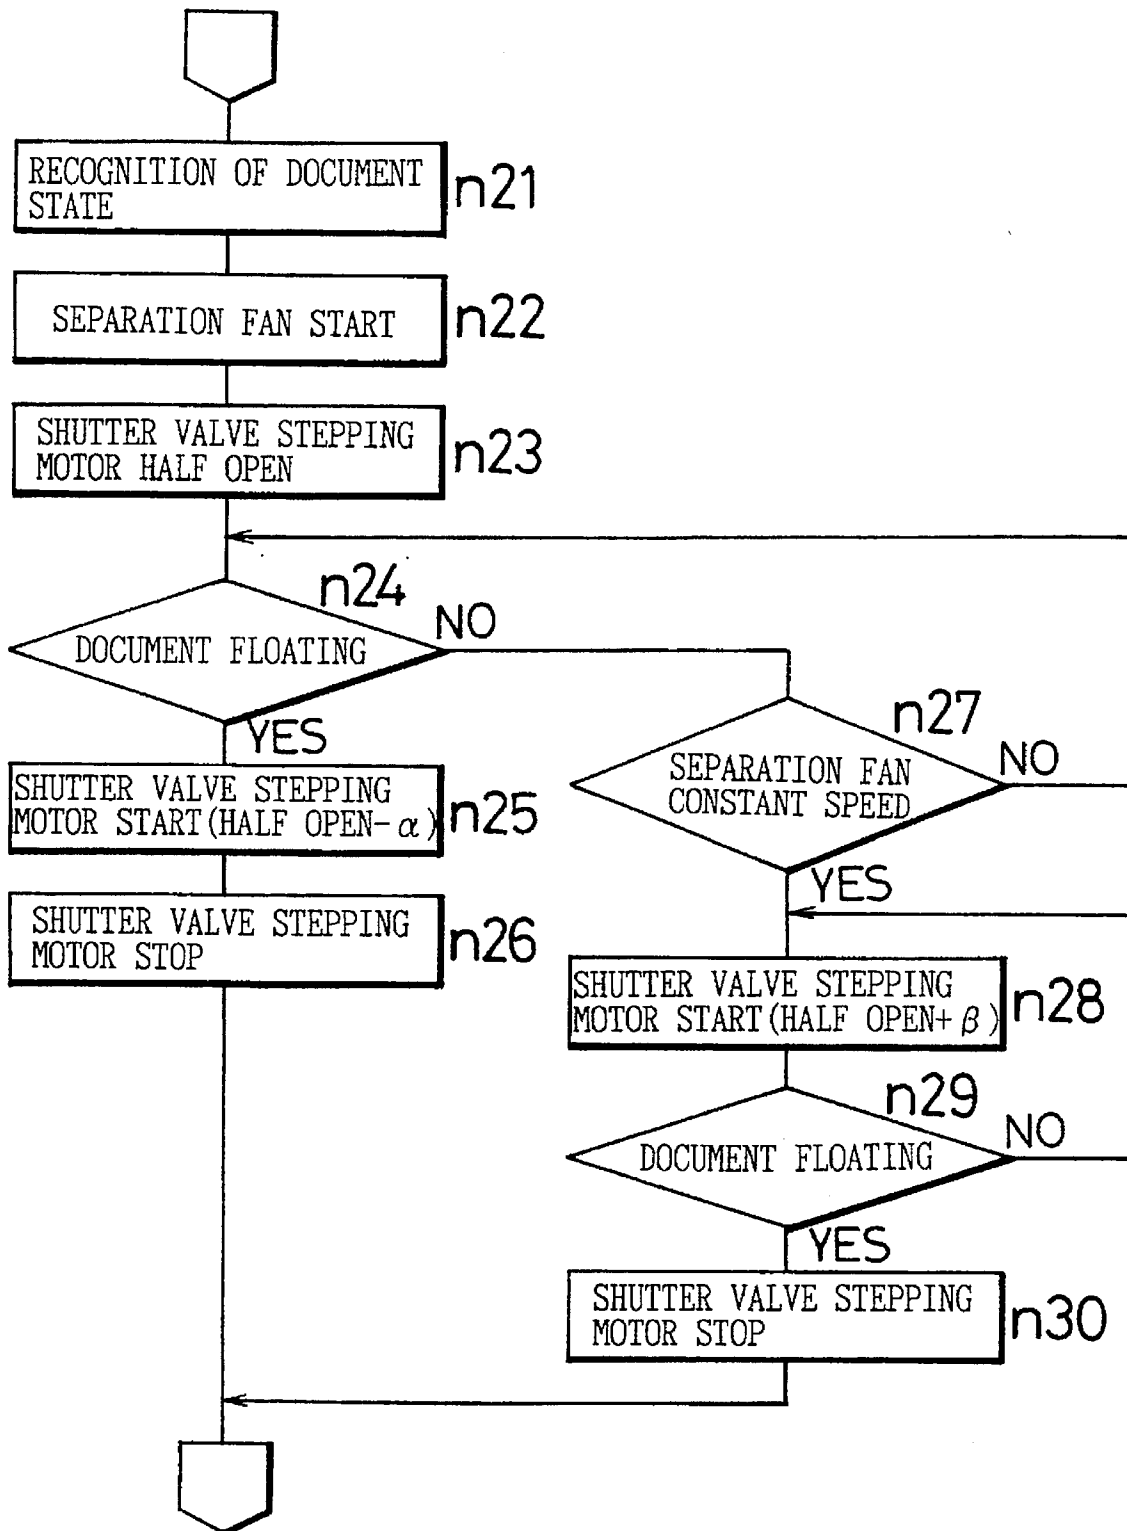 RECOGNITION OF DOCUMENT
STATE
n21
SEPARATION FAN START
n22
SHUTTER VALVE STEPPING
MOTOR HALF OPEN
n23
n24
DOCUMENT FLOATING
NO
YES
SHUTTER VALVE STEPPING
MOTOR START(HALF OPEN-α)
n25
SHUTTER VALVE STEPPING
MOTOR STOP
n26
n27
SEPARATION FAN
CONSTANT SPEED
NO
YES
SHUTTER VALVE STEPPING
MOTOR START(HALF OPEN+β)
n28
n29
DOCUMENT FLOATING
NO
YES
SHUTTER VALVE STEPPING
MOTOR STOP
n30